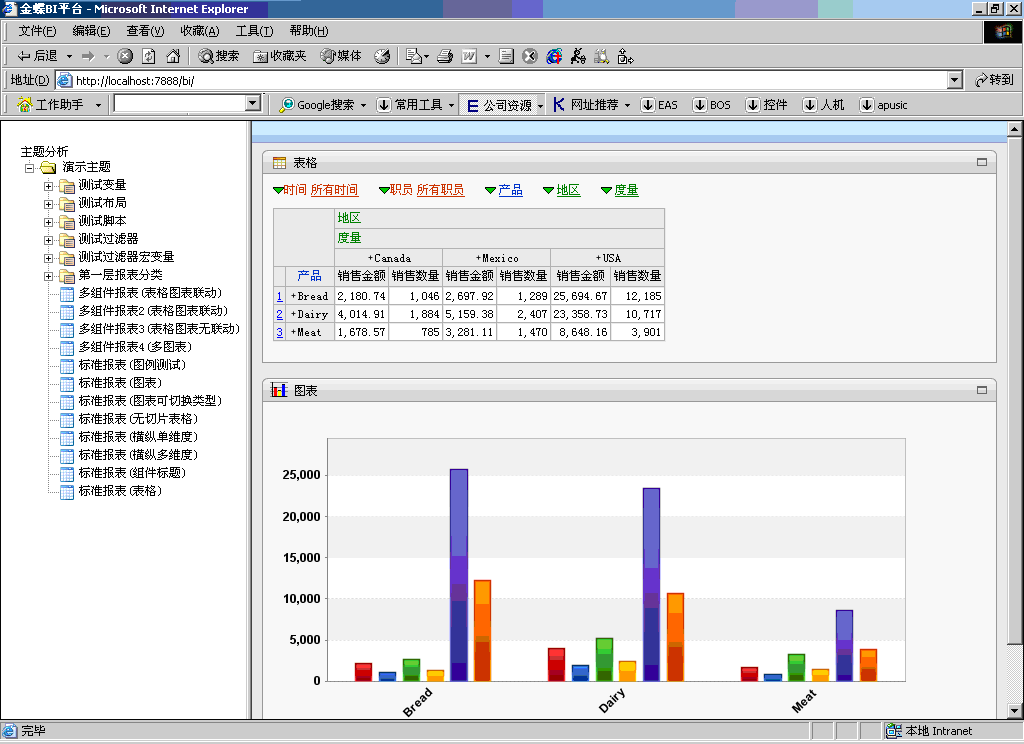 金蝶BI平台 - Microsoft Internet Explorer
文件(F) 编辑(E) 查看(V) 收藏(A) 工具(T) 帮助(H)
后退 搜索 收藏夹 媒体
地址(D) http://localhost:7888/bi/ 转到
工作助手 Google搜索 常用工具 公司资源 网址推荐 EAS BOS 控件 人机 apusic
主题分析
演示主题
测试变量
测试布局
测试脚本
测试过滤器
测试过滤器宏变量
第一层报表分类
多组件报表(表格图表联动)
多组件报表2(表格图表联动)
多组件报表3(表格图表无联动)
多组件报表4(多图表)
标准报表(图例测试)
标准报表(图表)
标准报表(图表可切换类型)
标准报表(无切片表格)
标准报表(横纵单维度)
标准报表(横纵多维度)
标准报表(组件标题)
标准报表(表格)
表格
时间 所有时间 职员 所有职员 产品 地区 度量
地区
度量
+Canada +Mexico +USA
产品 销售金额 销售数量 销售金额 销售数量 销售金额 销售数量
1 +Bread 2,180.74 1,046 2,697.92 1,289 25,694.67 12,185
2 +Dairy 4,014.91 1,884 5,159.38 2,407 23,358.73 10,717
3 +Meat 1,678.57 785 3,281.11 1,470 8,648.16 3,901
图表
25,000
20,000
15,000
10,000
5,000
0
Bread Dairy Meat
完毕 本地 Intranet